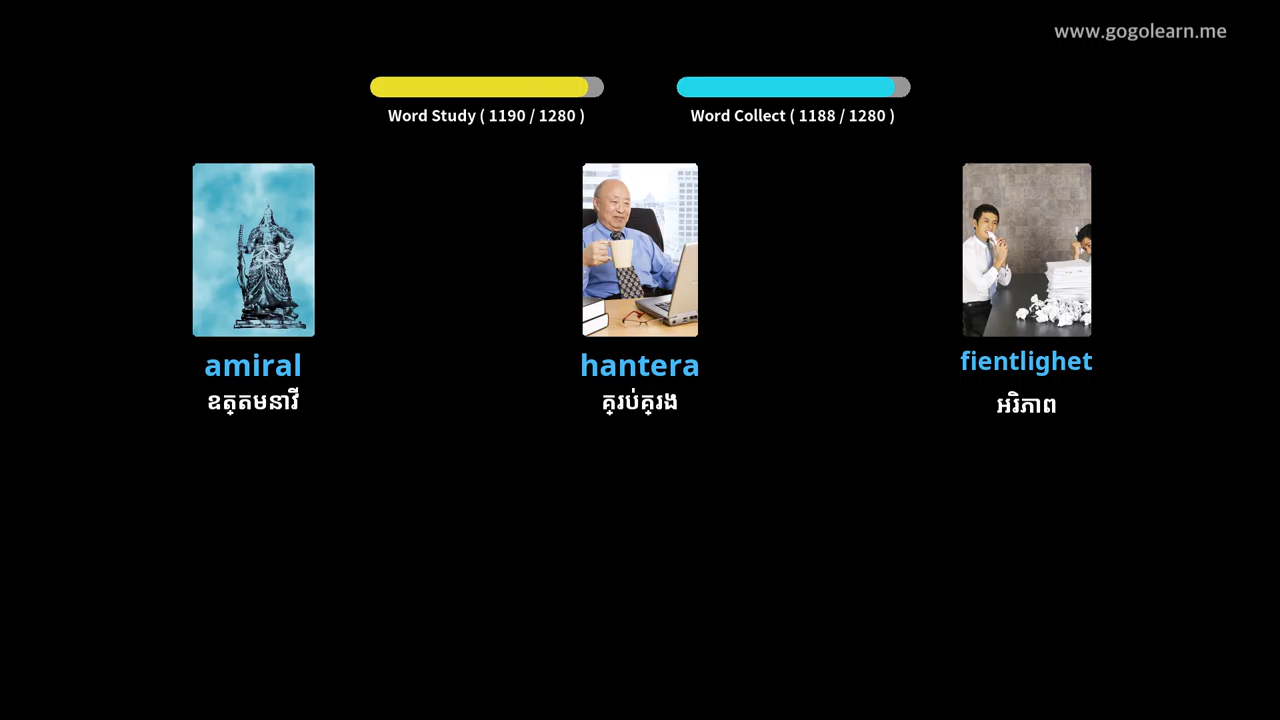 www.gogolearn.me
Word Study ( 1190 / 1280 )
Word Collect ( 1188 / 1280 )
amiral
hantera
fientlighet
ឧត្តមនាវី
គ្រប់គ្រង
អរិភាព